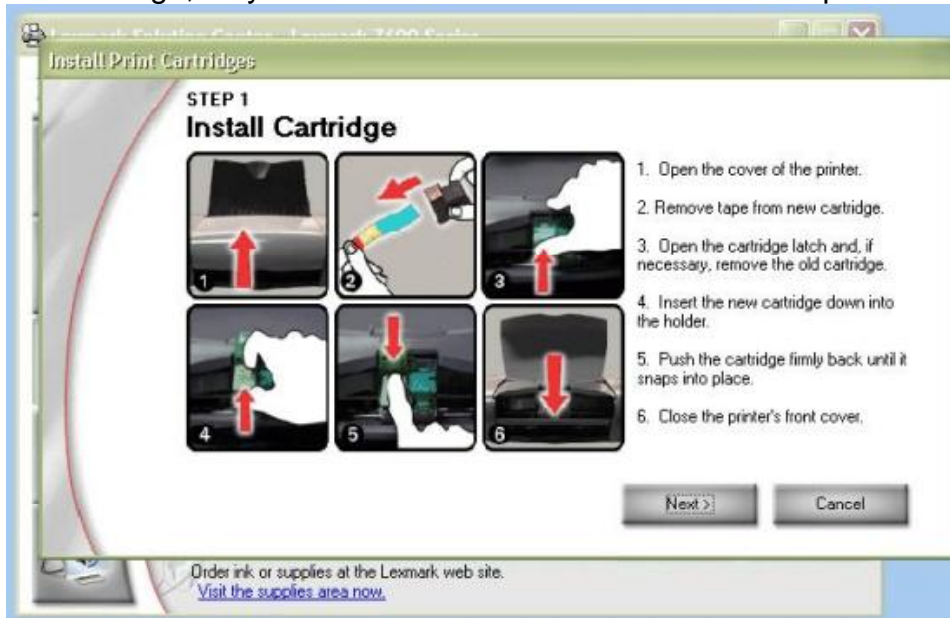 Install Print Cartridges
STEP 1
Install Cartridge
1
2
3
4
5
6
1. Open the cover of the printer.
2. Remove tape from new cartridge.
3. Open the cartridge latch and, if
necessary, remove the old cartridge.
4. Insert the new cartridge down into
the holder.
5. Push the cartridge firmly back until it
snaps into place.
6. Close the printer's front cover.
Next >
Cancel
Order ink or supplies at the Lexmark web site.
Visit the supplies area now.